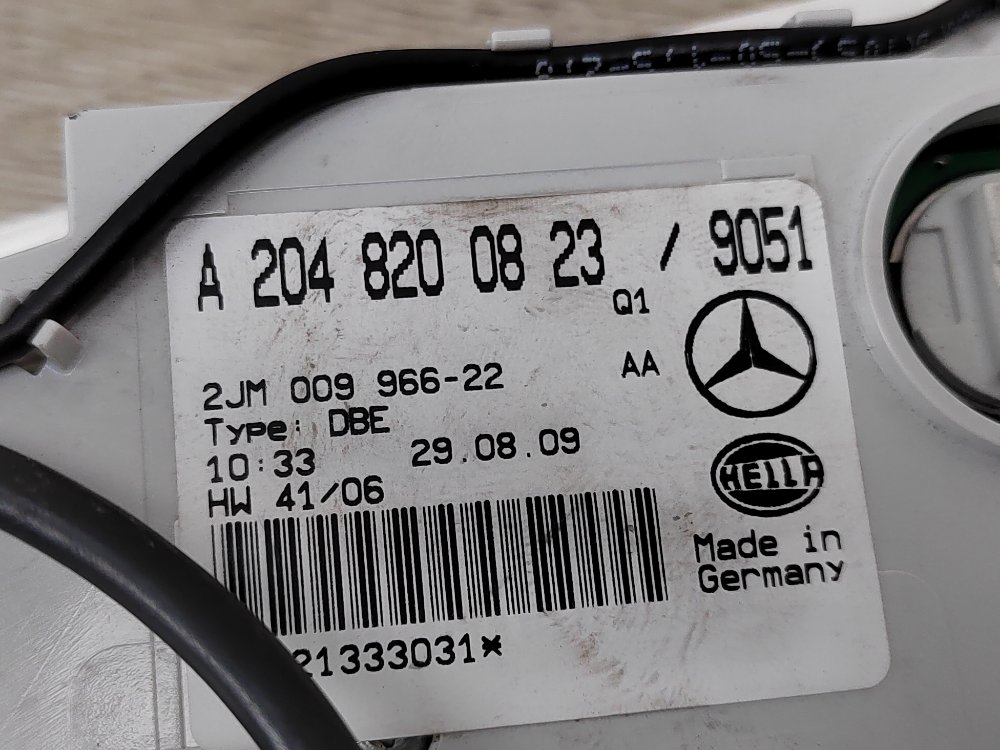 A 204 820 08 23 / 9051
Q1
2JM 009 966-22
AA
Type: DBE
10:33 29.08.09
HW 41/06
HELLA
Made in
Germany
21333031*